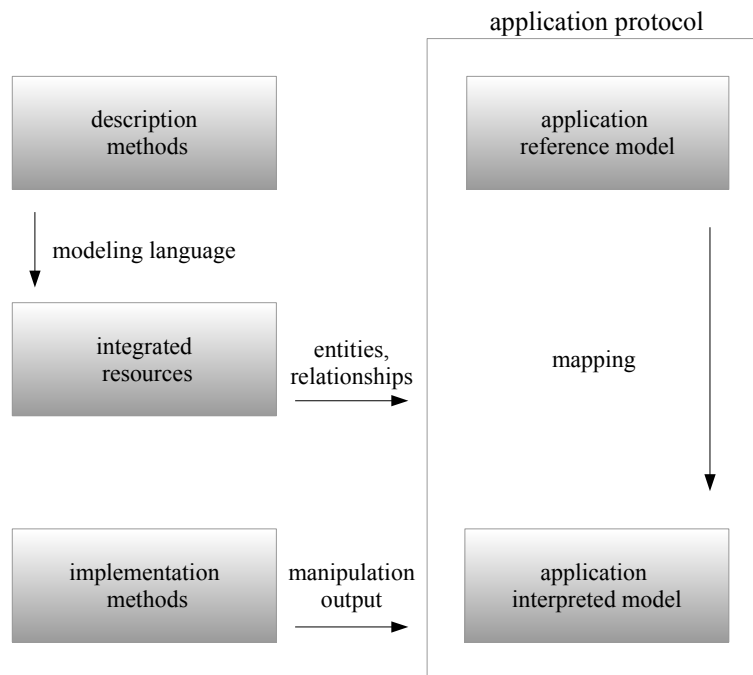 application protocol
description
methods
application
reference model
modeling language
integrated
resources
entities,
relationships
mapping
implementation
methods
manipulation
output
application
interpreted model